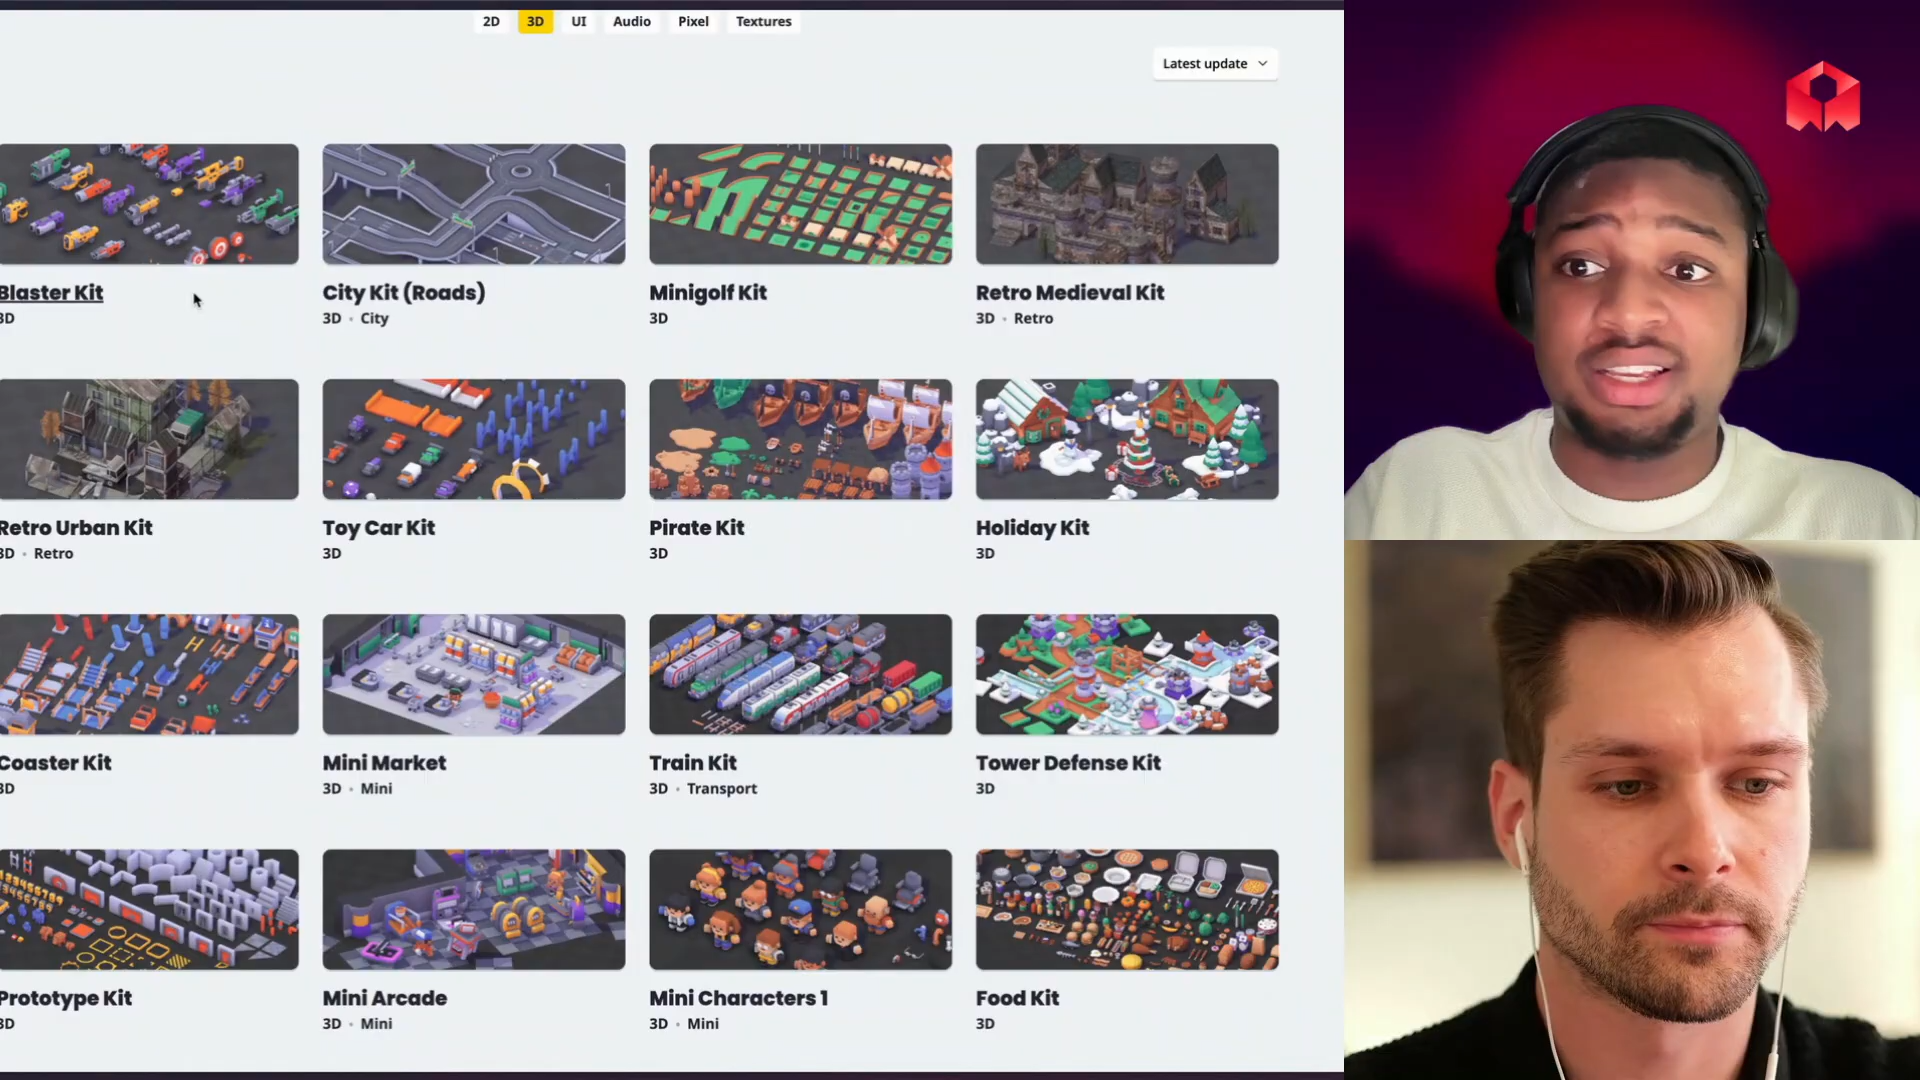 2D 3D UI Audio Pixel Textures
Latest update
Blaster Kit City Kit (Roads) Minigolf Kit Retro Medieval Kit
3D 3D • City 3D 3D • Retro
Retro Urban Kit Toy Car Kit Pirate Kit Holiday Kit
3D • Retro 3D 3D 3D
Coaster Kit Mini Market Train Kit Tower Defense Kit
3D 3D • Mini 3D • Transport 3D
Prototype Kit Mini Arcade Mini Characters 1 Food Kit
3D 3D • Mini 3D • Mini 3D